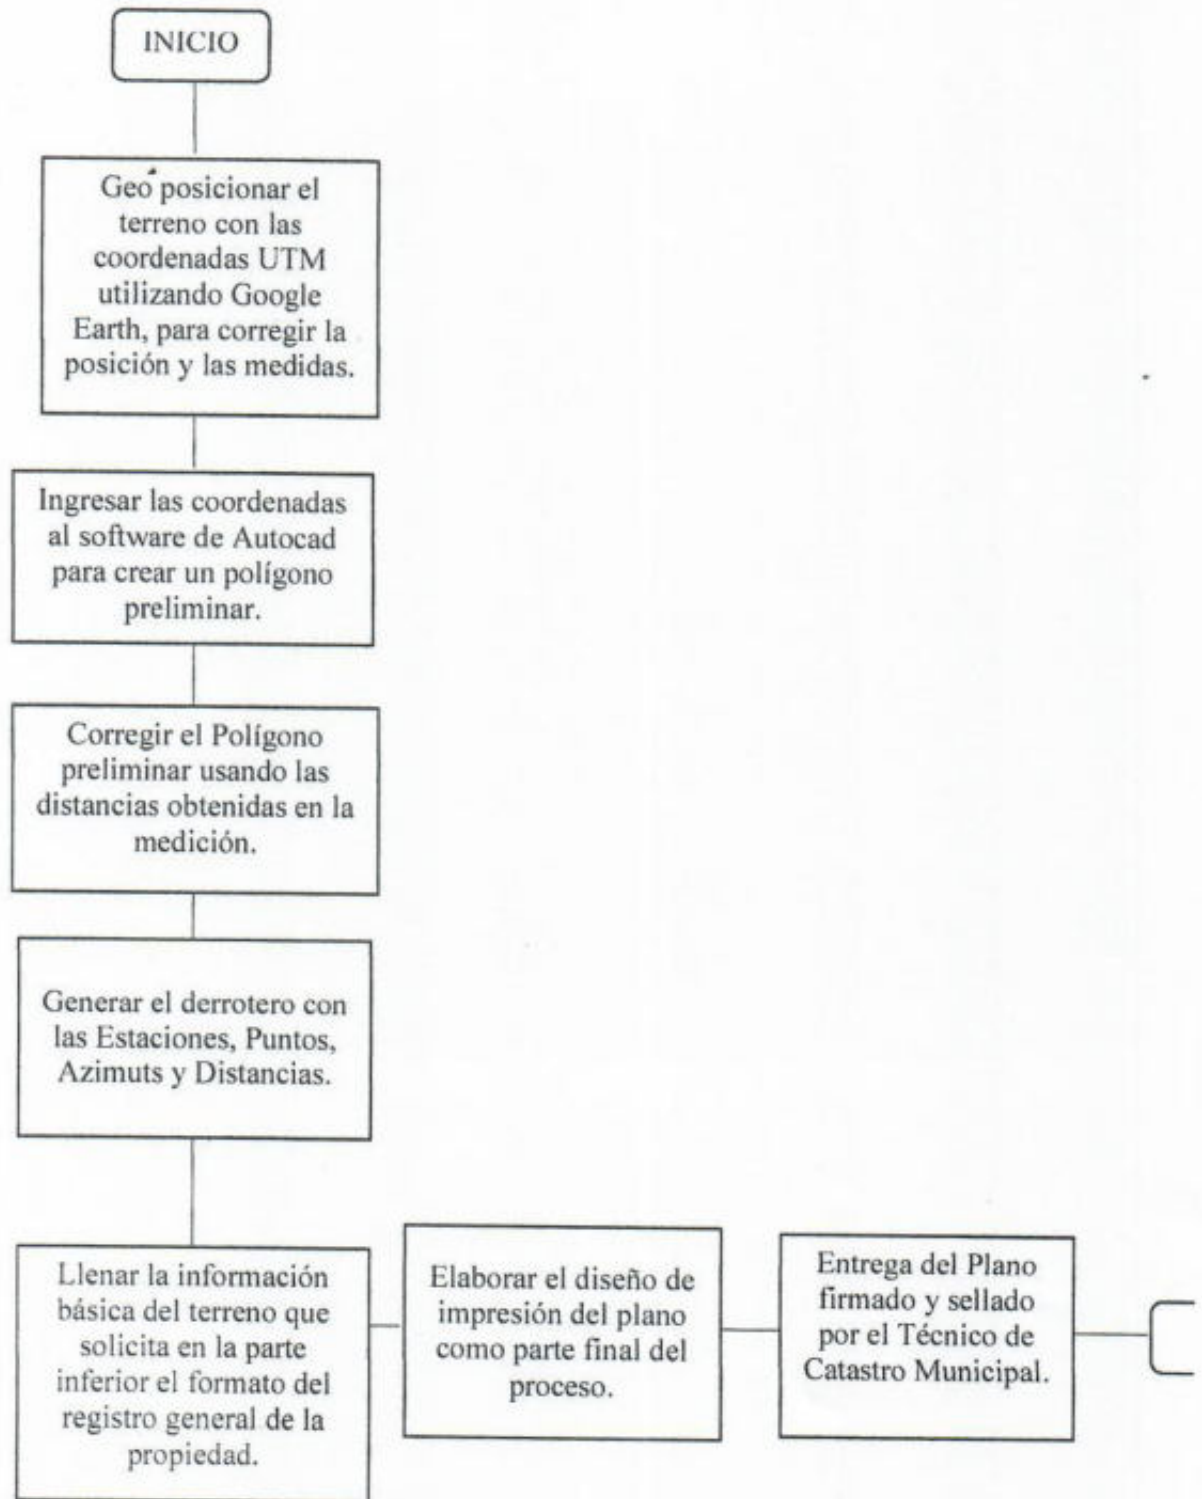 INICIO
Geo posicionar el
terreno con las
coordenadas UTM
utilizando Google
Earth, para corregir la
posición y las medidas.
Ingresar las coordenadas
al software de Autocad
para crear un polígono
preliminar.
Corregir el Polígono
preliminar usando las
distancias obtenidas en la
medición.
Generar el derrotero con
las Estaciones, Puntos,
Azimuts y Distancias.
Llenar la información
básica del terreno que
solicita en la parte
inferior el formato del
registro general de la
propiedad.
Elaborar el diseño de
impresión del plano
como parte final del
proceso.
Entrega del Plano
firmado y sellado
por el Técnico de
Catastro Municipal.